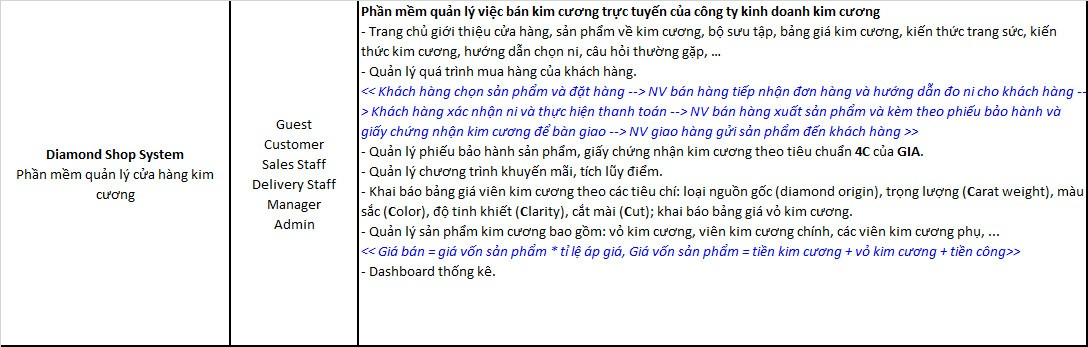 Diamond Shop System
Phần mềm quản lý cửa hàng kim
cương
Guest
Customer
Sales Staff
Delivery Staff
Manager
Admin
Phần mềm quản lý việc bán kim cương trực tuyến của công ty kinh doanh kim cương
- Trang chủ giới thiệu cửa hàng, sản phẩm về kim cương, bộ sưu tập, bảng giá kim cương, kiến thức trang sức, kiến
thức kim cương, hướng dẫn chọn ni, câu hỏi thường gặp, …
- Quản lý quá trình mua hàng của khách hàng.
<< Khách hàng chọn sản phẩm và đặt hàng --> NV bán hàng tiếp nhận đơn hàng và hướng dẫn đo ni cho khách hàng --
> Khách hàng xác nhận ni và thực hiện thanh toán --> NV bán hàng xuất sản phẩm và kèm theo phiếu bảo hành và
giấy chứng nhận kim cương để bàn giao --> NV giao hàng gửi sản phẩm đến khách hàng >>
- Quản lý phiếu bảo hành sản phẩm, giấy chứng nhận kim cương theo tiêu chuẩn 4C của GIA.
- Quản lý chương trình khuyến mãi, tích lũy điểm.
- Khai báo bảng giá viên kim cương theo các tiêu chí: loại nguồn gốc (diamond origin), trọng lượng (Carat weight), màu
sắc (Color), độ tinh khiết (Clarity), cắt mài (Cut); khai báo bảng giá vỏ kim cương.
- Quản lý sản phẩm kim cương bao gồm: vỏ kim cương, viên kim cương chính, các viên kim cương phụ, ...
<< Giá bán = giá vốn sản phẩm * tỉ lệ áp giá, Giá vốn sản phẩm = tiền kim cương + vỏ kim cương + tiền công>>
- Dashboard thống kê.